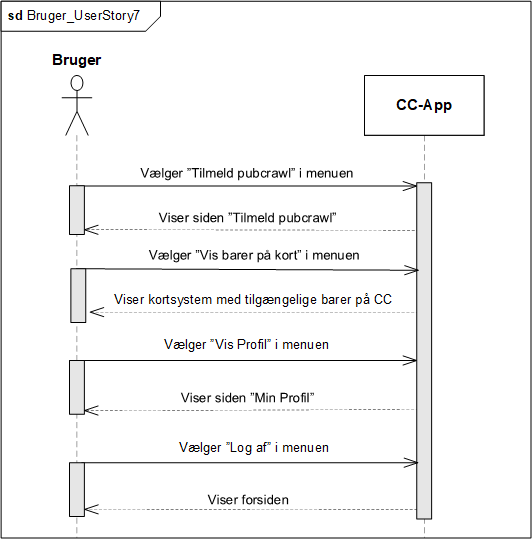 sd Bruger_UserStory7
Bruger
CC-App
Vælger ”Tilmeld pubcrawl” i menuen
Viser siden ”Tilmeld pubcrawl”
Vælger ”Vis barer på kort” i menuen
Viser kortsystem med tilgængelige barer på CC
Vælger ”Vis Profil” i menuen
Viser siden ”Min Profil”
Vælger ”Log af” i menuen
Viser forsiden